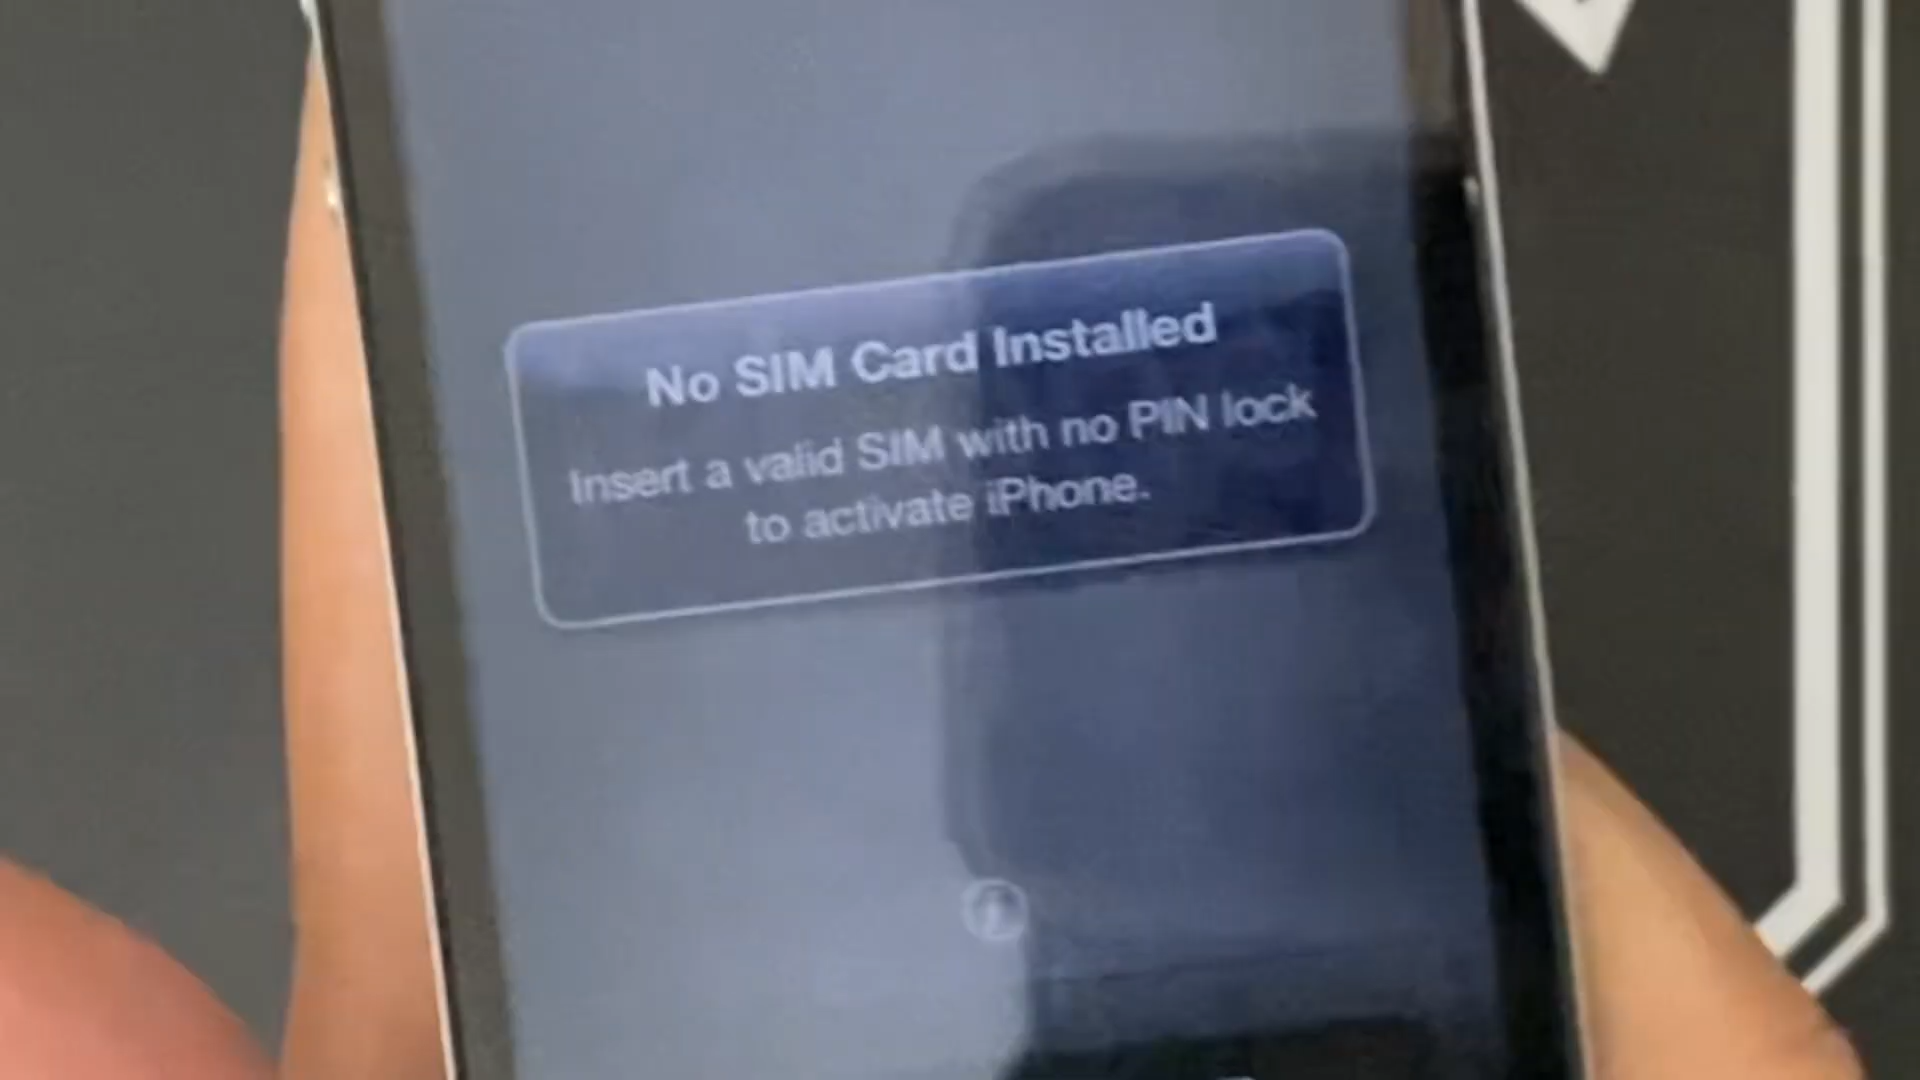 No SIM Card Installed
Insert a valid SIM with no PIN lock
to activate iPhone.